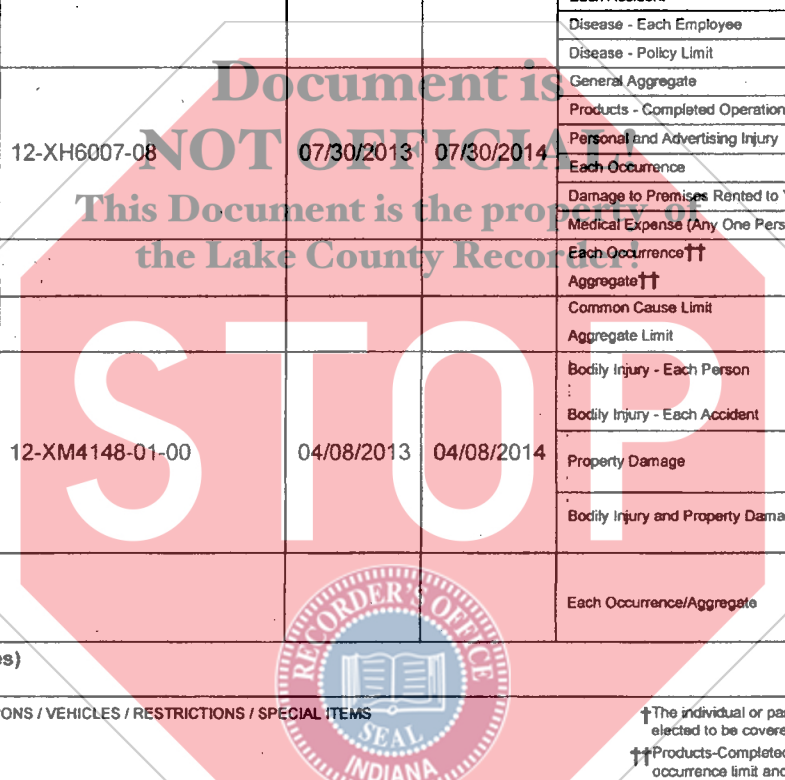 Disease - Each Employee
Disease - Policy Limit
Document is
General Aggregate
Products - Completed Operation
12-XH6007-08 07/30/2013 07/30/2014
NOT OFFICIAL!
Personal and Advertising Injury
Each Occurrence
This Document is the property of
Damage to Premises Rented to
Medical Expense (Any One Pers
the Lake County Recorder!
Each Occurrence††
Aggregate††
Common Cause Limit
Aggregate Limit
STOP
Bodily Injury - Each Person
Bodily Injury - Each Accident
12-XM4148-01-00 04/08/2013 04/08/2014
Property Damage
Bodily Injury and Property Dama
Each Occurrence/Aggregate
RECORDER'S OFFICE
SEAL
INDIANA
es)
ONS / VEHICLES / RESTRICTIONS / SPECIAL ITEMS
†The individual or pa
elected to be covere
††Products-Completed
occurrence limit and